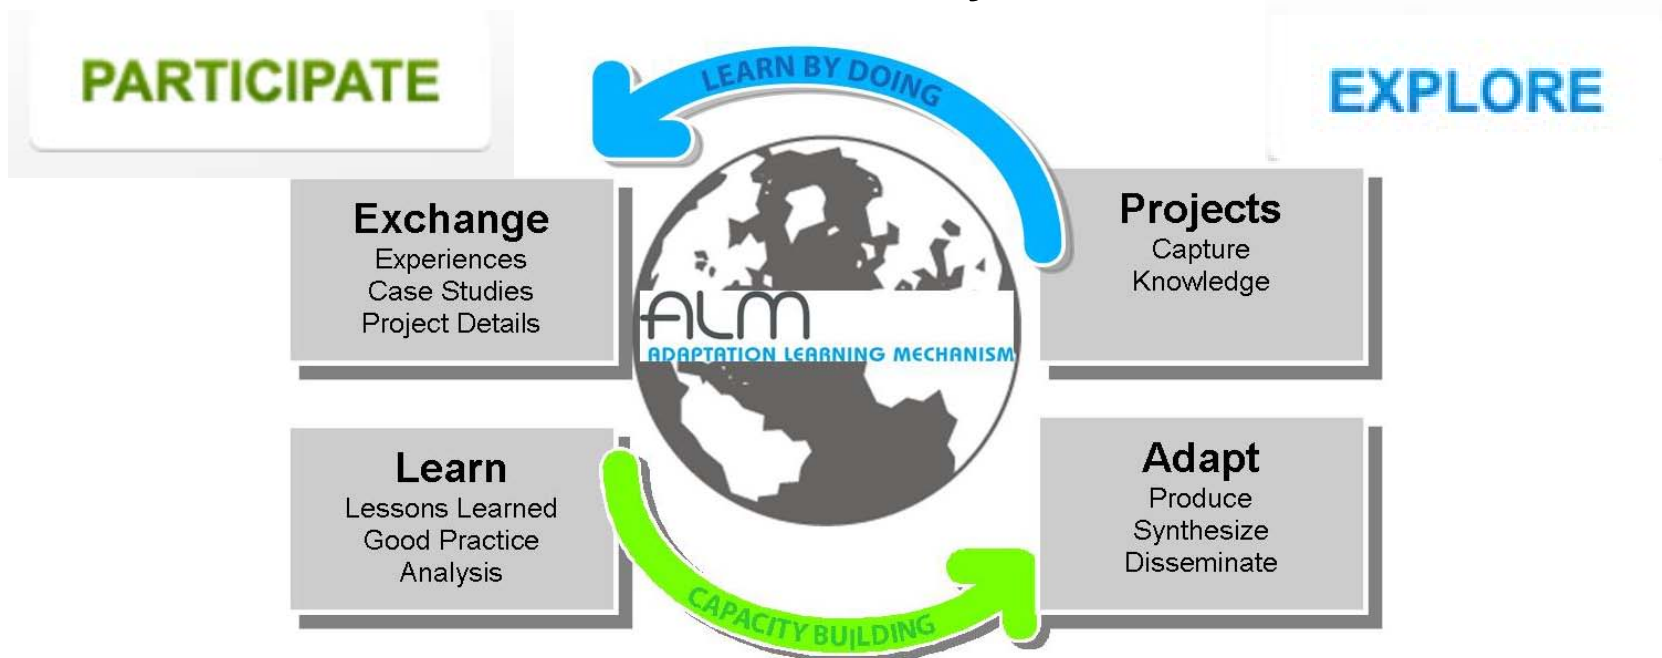 PARTICIPATE
EXPLORE
LEARN BY DOING
Exchange
Experiences
Case Studies
Project Details
Projects
Capture
Knowledge
ALM
ADAPTATION LEARNING MECHANISM
Learn
Lessons Learned
Good Practice
Analysis
Adapt
Produce
Synthesize
Disseminate
CAPACITY BUILDING